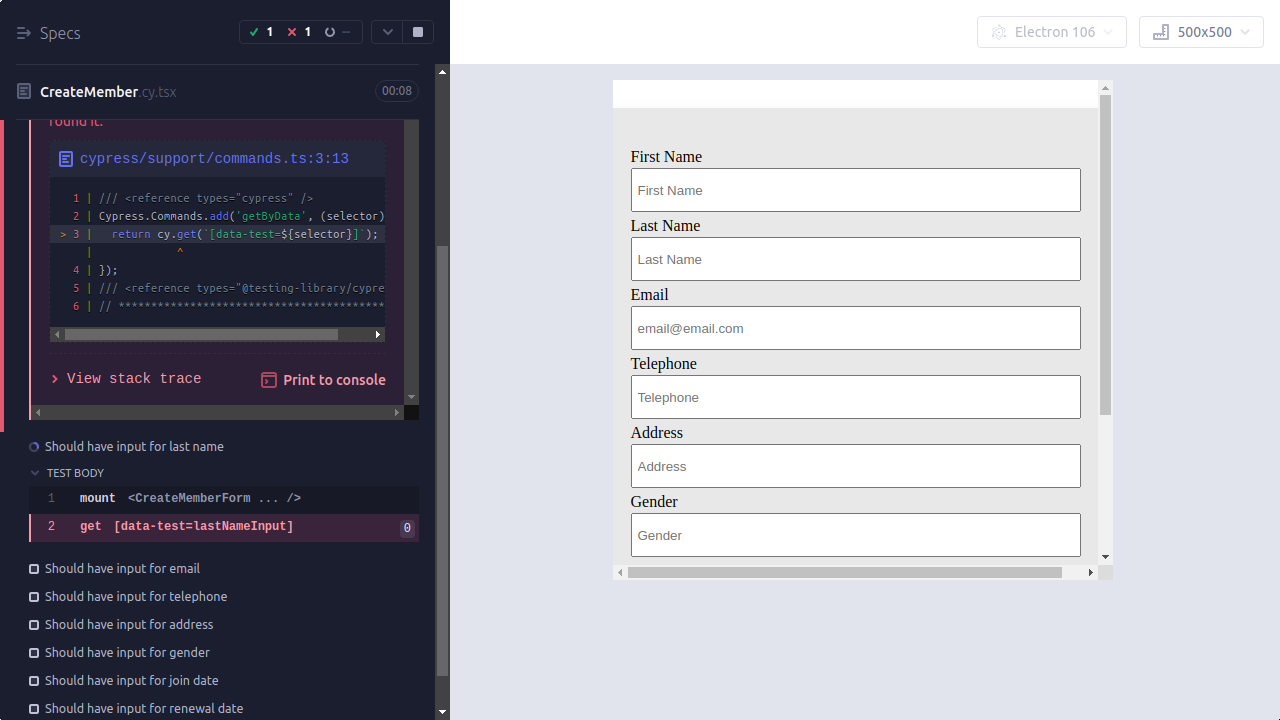 Specs
1 1 --
Electron 106
500x500
CreateMember.cy.tsx
00:08
found it.
cypress/support/commands.ts:3:13
1 | /// <reference types="cypress" />
2 | Cypress.Commands.add('getByData', (selector)
> 3 |   return cy.get(`[data-test=${selector}]`);
|             ^
4 | });
5 | /// <reference types="@testing-library/cypre
6 | // *****************************************
View stack trace
Print to console
Should have input for last name
TEST BODY
1 mount <CreateMemberForm ... />
2 get [data-test=lastNameInput] 0
Should have input for email
Should have input for telephone
Should have input for address
Should have input for gender
Should have input for join date
Should have input for renewal date
First Name
First Name
Last Name
Last Name
Email
email@email.com
Telephone
Telephone
Address
Address
Gender
Gender